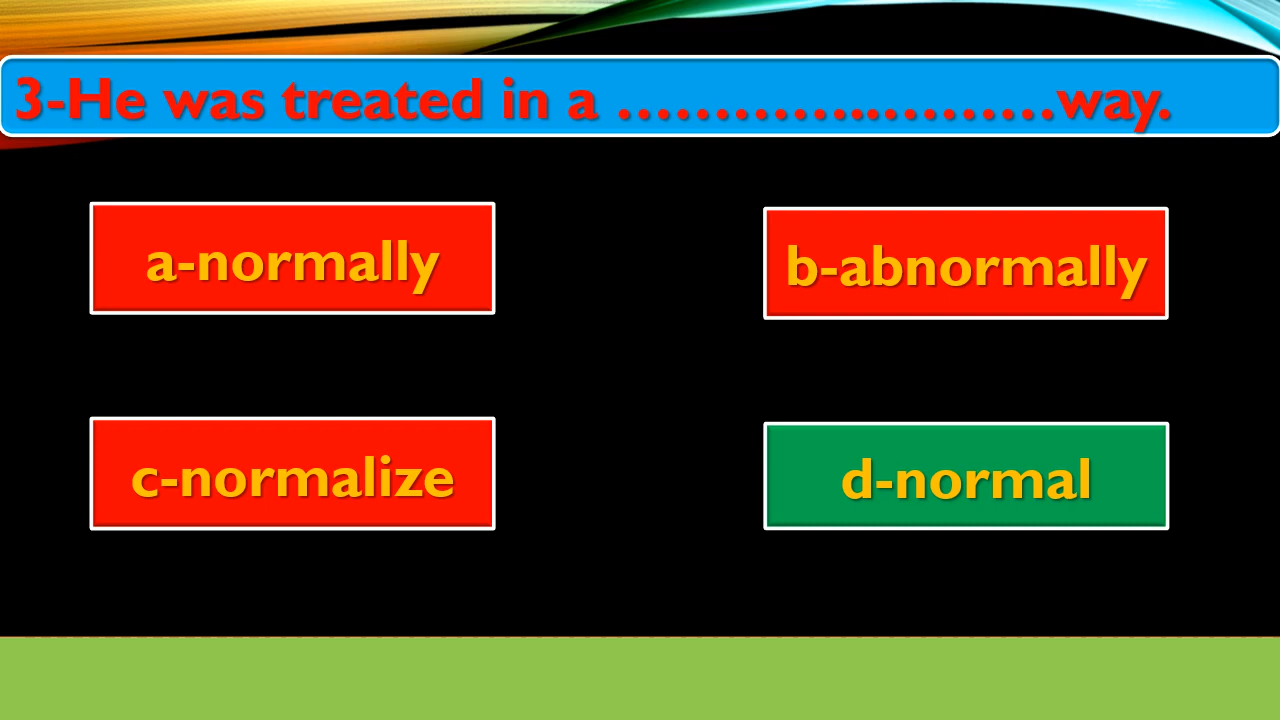 3-He was treated in a …………..………way.
a-normally
b-abnormally
c-normalize
d-normal